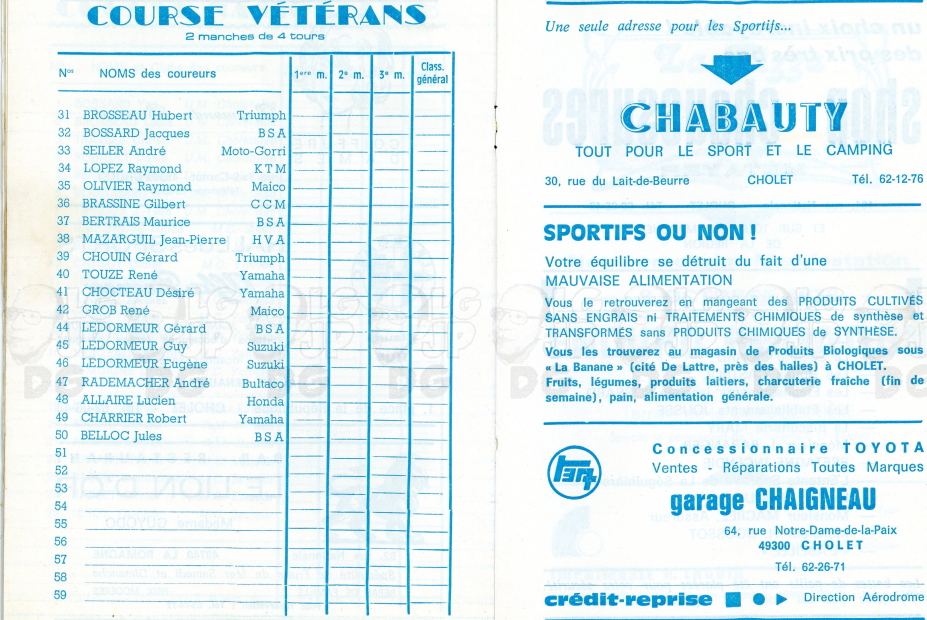 COURSE VÉTÉRANS
2 manches de 4 tours
Nos NOMS des coureurs 1ere m. 2e m. 3e m. Class. général
31 BROSSEAU Hubert Triumph
32 BOSSARD Jacques BSA
33 SEILER André Moto-Gorri
34 LOPEZ Raymond KTM
35 OLIVIER Raymond Maico
36 BRASSINE Gilbert CCM
37 BERTRAIS Maurice BSA
38 MAZARGUIL Jean-Pierre HVA
39 CHOUIN Gérard Triumph
40 TOUZE René Yamaha
41 CHOCTEAU Désiré Yamaha
42 GROB René Maico
44 LEDORMEUR Gérard BSA
45 LEDORMEUR Guy Suzuki
46 LEDORMEUR Eugène Suzuki
47 RADEMACHER André Bultaco
48 ALLAIRE Lucien Honda
49 CHARRIER Robert Yamaha
50 BELLOC Jules BSA
51
52
53
54
55
56
57
58
59
Une seule adresse pour les Sportifs...
CHABAUTY
TOUT POUR LE SPORT ET LE CAMPING
30, rue du Lait-de-Beurre CHOLET Tél. 62-12-76
SPORTIFS OU NON !
Votre équilibre se détruit du fait d'une
MAUVAISE ALIMENTATION
Vous le retrouverez en mangeant des PRODUITS CULTIVÉS
SANS ENGRAIS ni TRAITEMENTS CHIMIQUES de synthèse et
TRANSFORMÉS sans PRODUITS CHIMIQUES de SYNTHÈSE.
Vous les trouverez au magasin de Produits Biologiques sous
« La Banane » (cité De Lattre, près des halles) à CHOLET.
Fruits, légumes, produits laitiers, charcuterie fraîche (fin de
semaine), pain, alimentation générale.
Concessionnaire TOYOTA
Ventes - Réparations Toutes Marques
garage CHAIGNEAU
64, rue Notre-Dame-de-la-Paix
49300 CHOLET
Tél. 62-26-71
crédit-reprise Direction Aérodrome